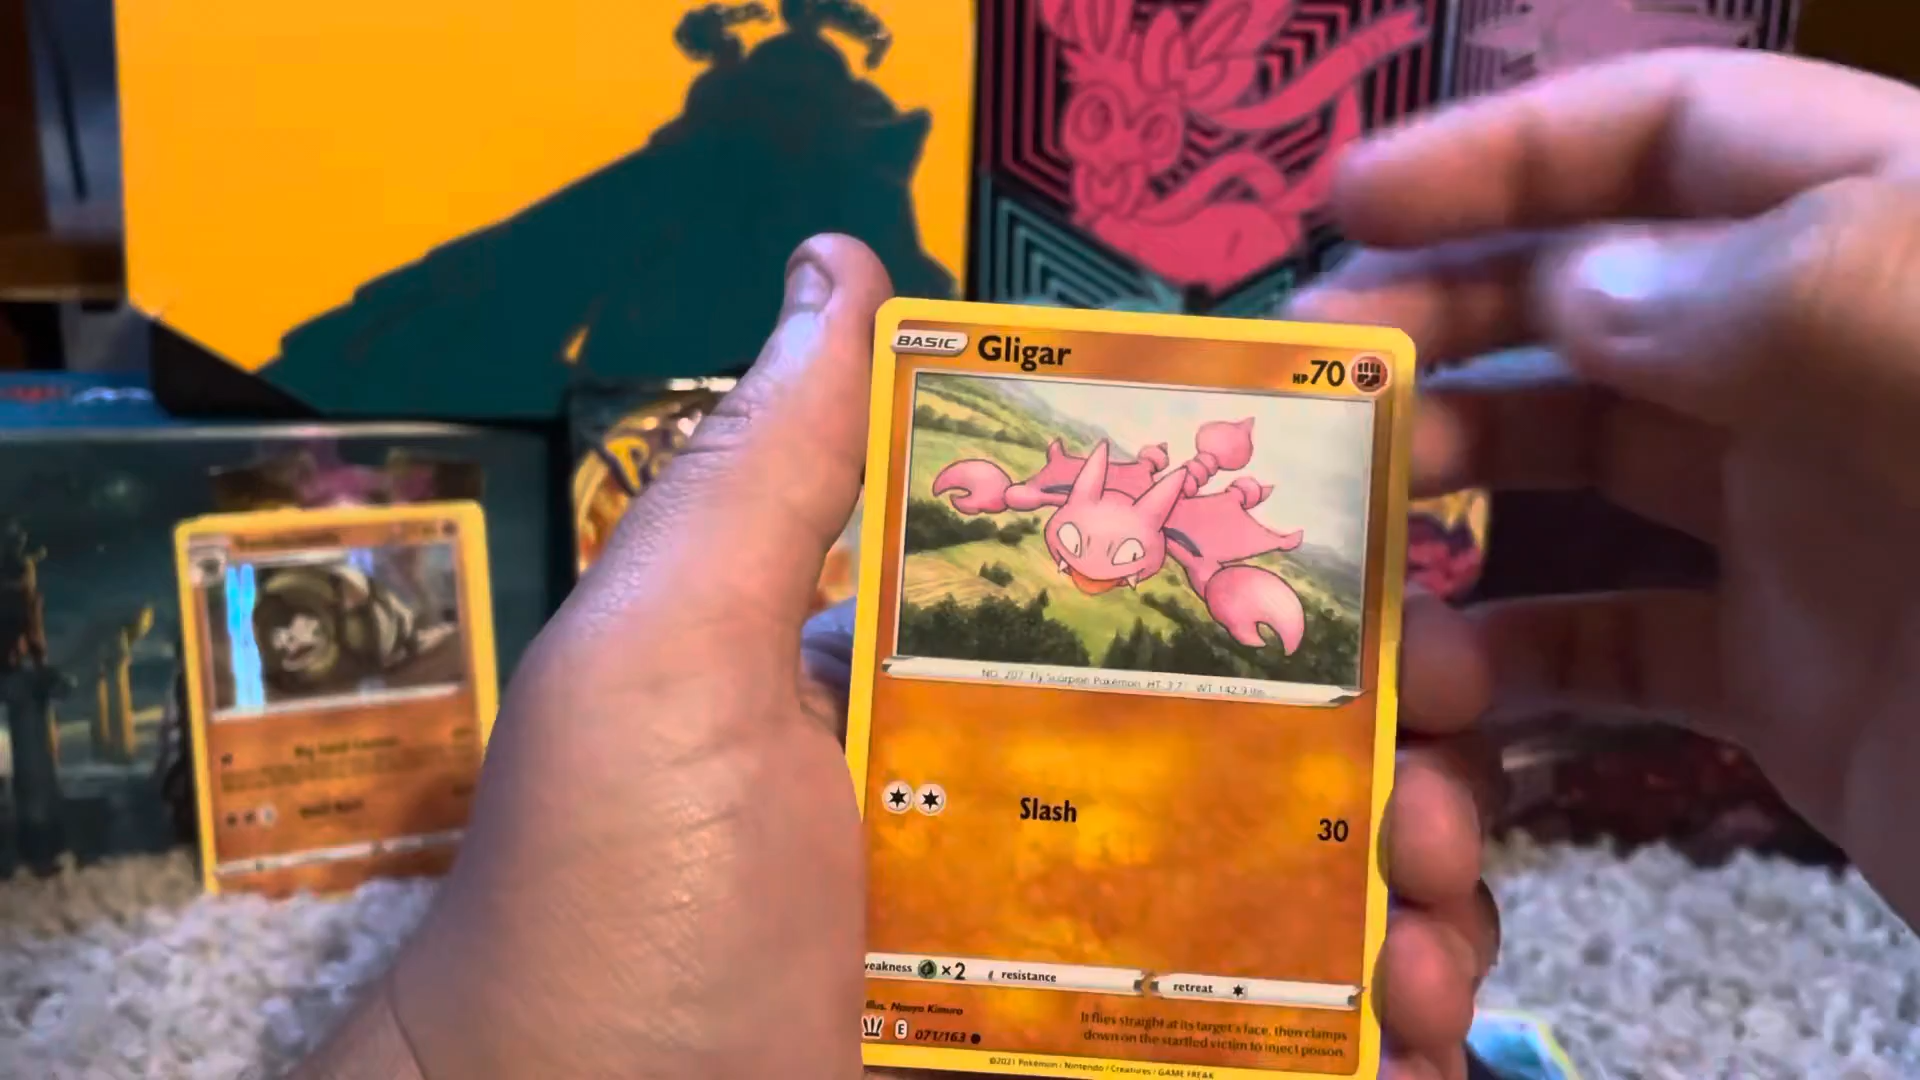 BASIC Gligar HP 70
NO. 207 Fly Scorpion Pokémon HT 3'7" WT 142.9 lbs.
Slash 30
weakness ×2 resistance retreat
Illus. Naoyo Kimura
It flies straight at its target's face, then clamps
down on the startled victim to inject poison.
E 071/163
©2021 Pokémon / Nintendo / Creatures / GAME FREAK